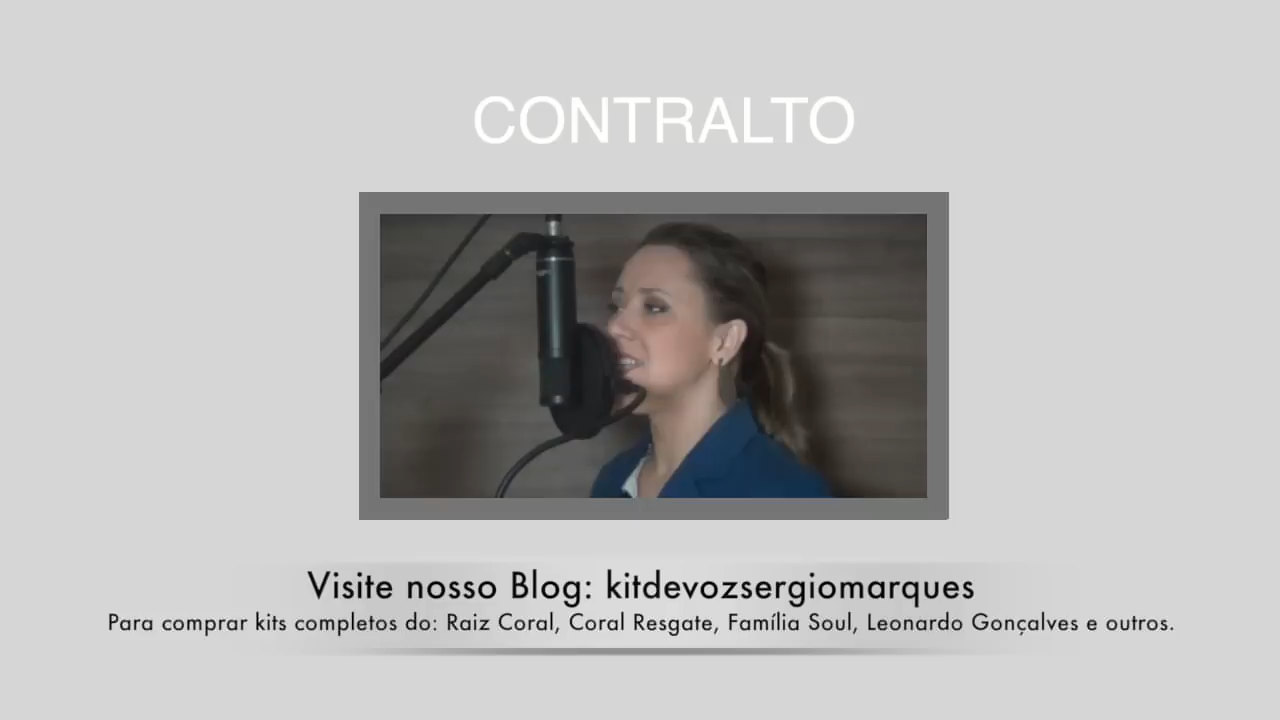 CONTRALTO
Visite nosso Blog: kitdevozsergiomarques
Para comprar kits completos do: Raiz Coral, Coral Resgate, Família Soul, Leonardo Gonçalves e outros.